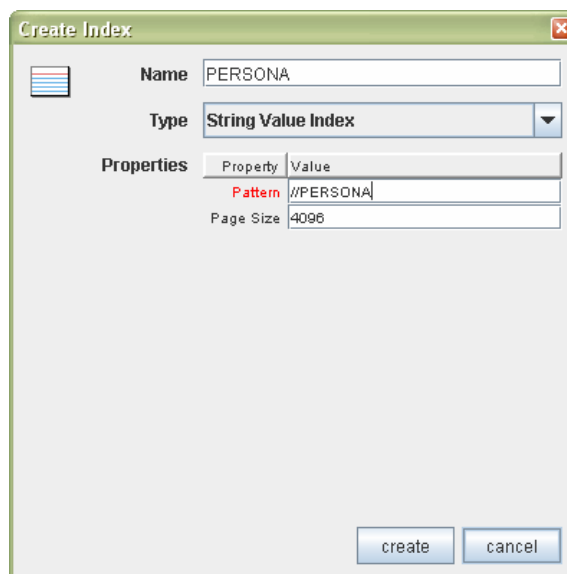 Create Index
Name PERSONA
Type String Value Index
Properties Property Value
Pattern //PERSONA
Page Size 4096
create cancel